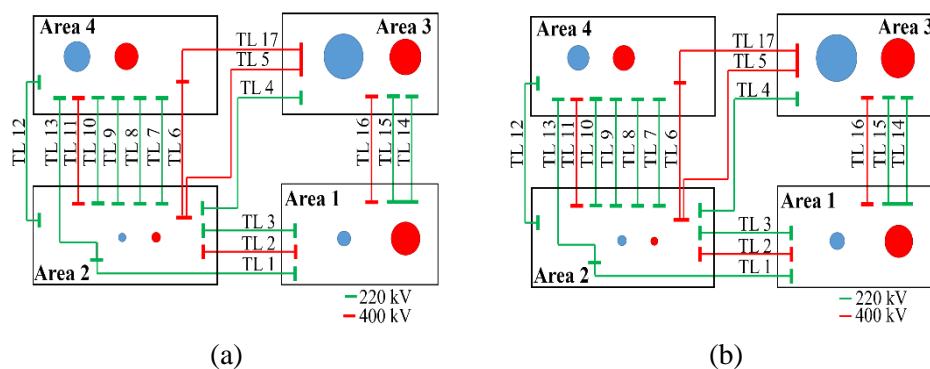 Area 4
TL 17
Area 3
TL 5
TL 4
TL 12
TL 13
TL 11
TL 10
TL 9
TL 8
TL 7
TL 6
TL 16
TL 15
TL 14
Area 1
TL 3
TL 2
Area 2
TL 1
220 kV
400 kV
(a)
Area 4
TL 17
Area 3
TL 5
TL 4
TL 12
TL 13
TL 11
TL 10
TL 9
TL 8
TL 7
TL 6
TL 16
TL 15
TL 14
Area 1
TL 3
TL 2
Area 2
TL 1
220 kV
400 kV
(b)